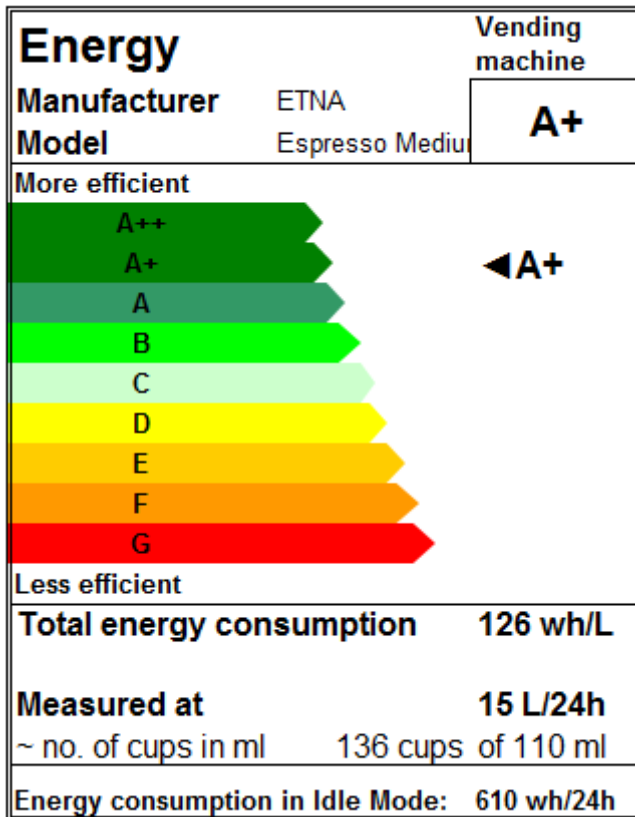 Energy
Vending
machine
Manufacturer ETNA
A+
Model Espresso
More efficient
A++
A+ ◄A+
A
B
C
D
E
F
G
Less efficient
Total energy consumption 126 wh/L
Measured at 15 L/24h
~ no. of cups in ml 136 cups of 110 ml
Energy consumption in Idle Mode: 610 wh/24h